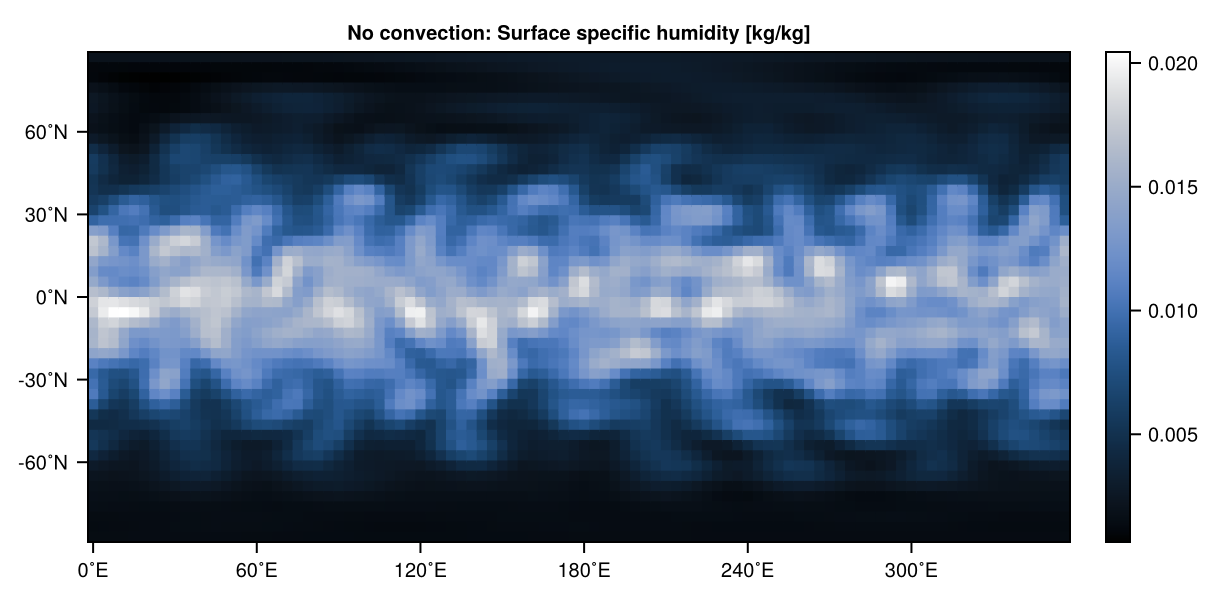 No convection: Surface specific humidity [kg/kg]
60˚N
30˚N
0˚N
-30˚N
-60˚N
0˚E
60˚E
120˚E
180˚E
240˚E
300˚E
0.020
0.015
0.010
0.005